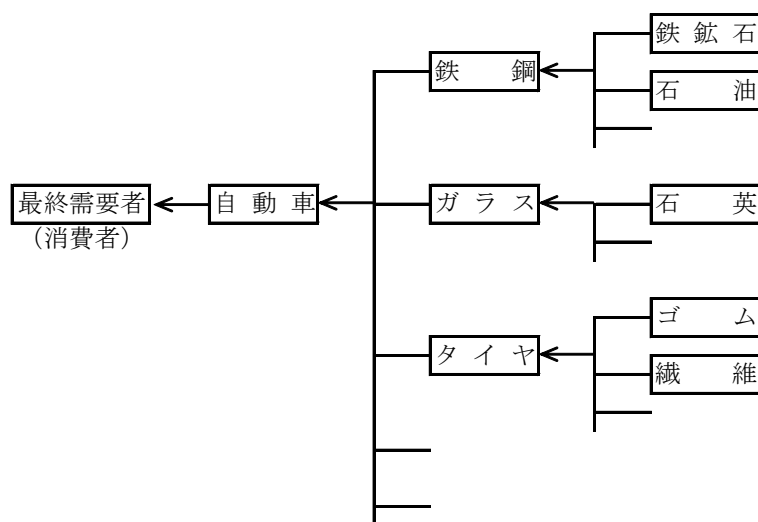 鉄鉱石
鉄鋼
石油
最終需要者
(消費者)
自動車
ガラス
石英
ゴム
タイヤ
繊維